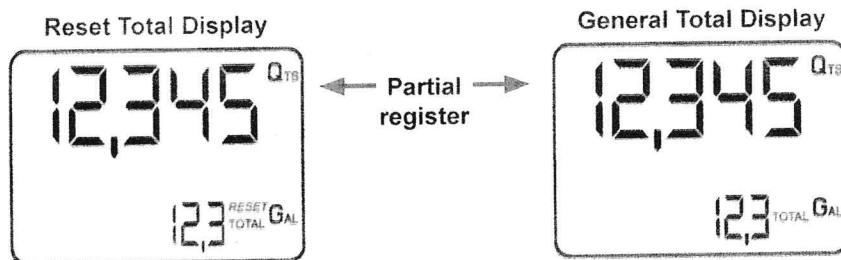 Reset Total Display
12,345 QTS
RESET
12,3 TOTAL GAL
Partial
register
General Total Display
12,345 QTS
12,3 TOTAL GAL